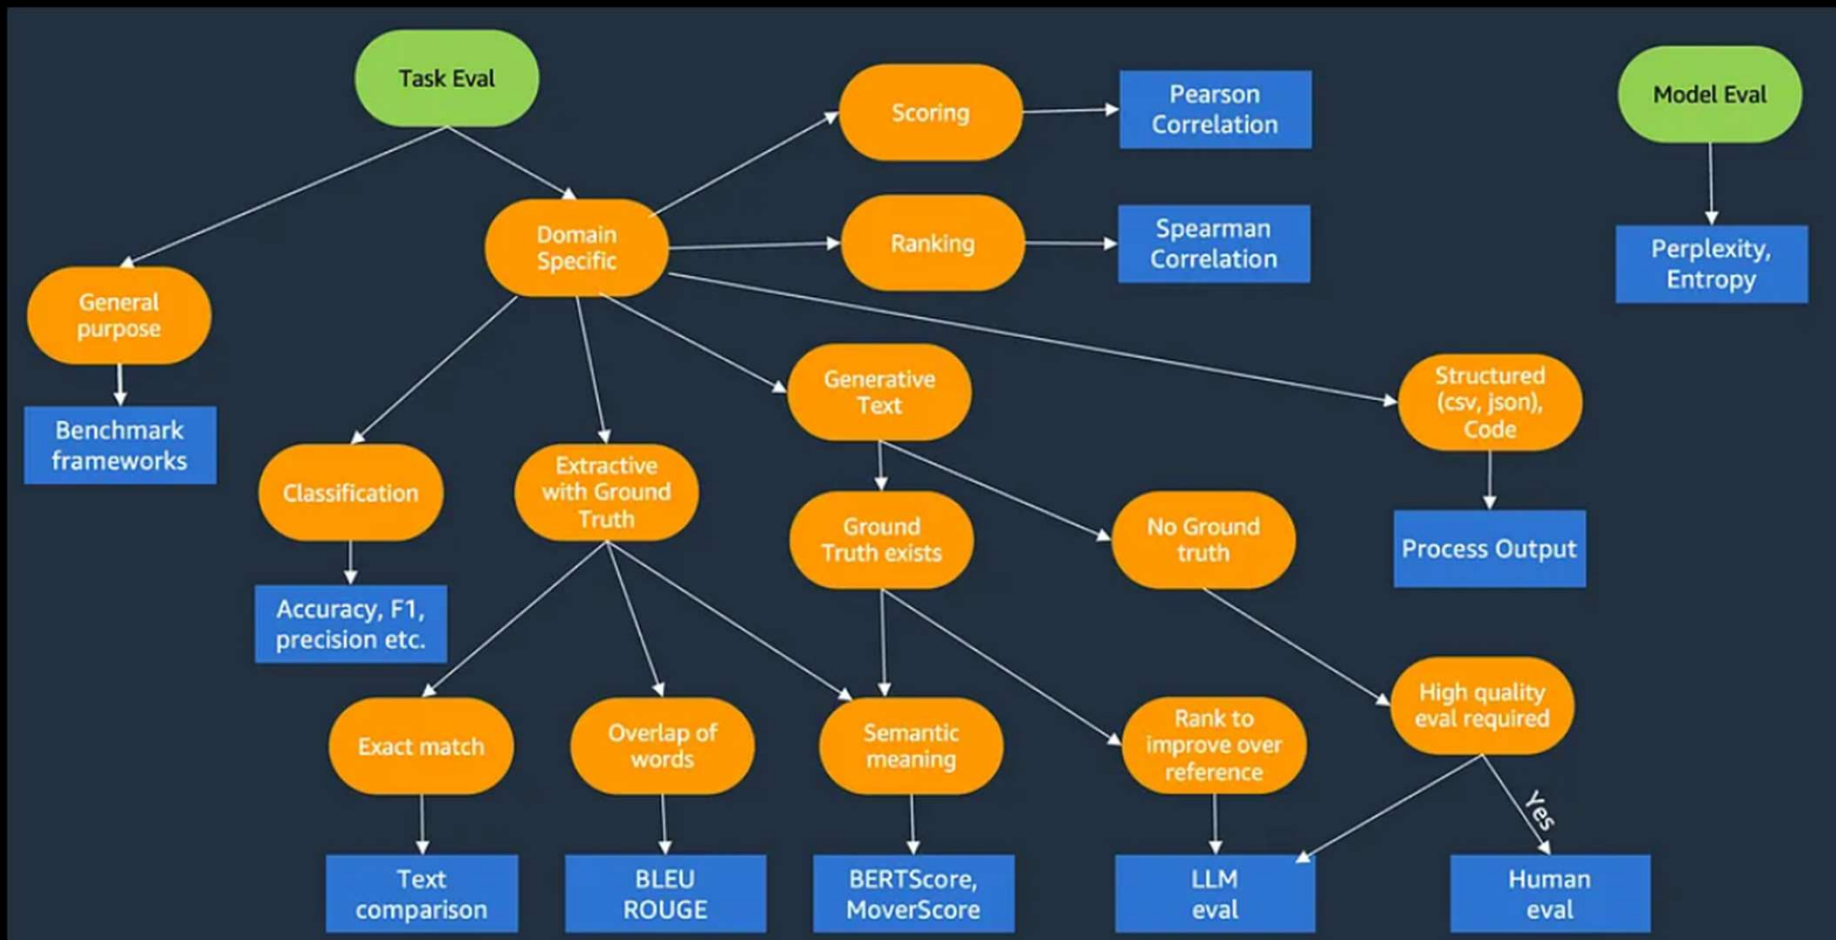 Task Eval
Scoring
Pearson
Correlation
Model Eval
Domain
Specific
Ranking
Spearman
Correlation
Perplexity,
Entropy
General
purpose
Benchmark
frameworks
Generative
Text
Structured
(csv, json),
Code
Classification
Extractive
with Ground
Truth
Ground
Truth exists
No Ground
truth
Process Output
Accuracy, F1,
precision etc.
Exact match
Overlap of
words
Semantic
meaning
Rank to
improve over
reference
High quality
eval required
Yes
Text
comparison
BLEU
ROUGE
BERTScore,
MoverScore
LLM
eval
Human
eval